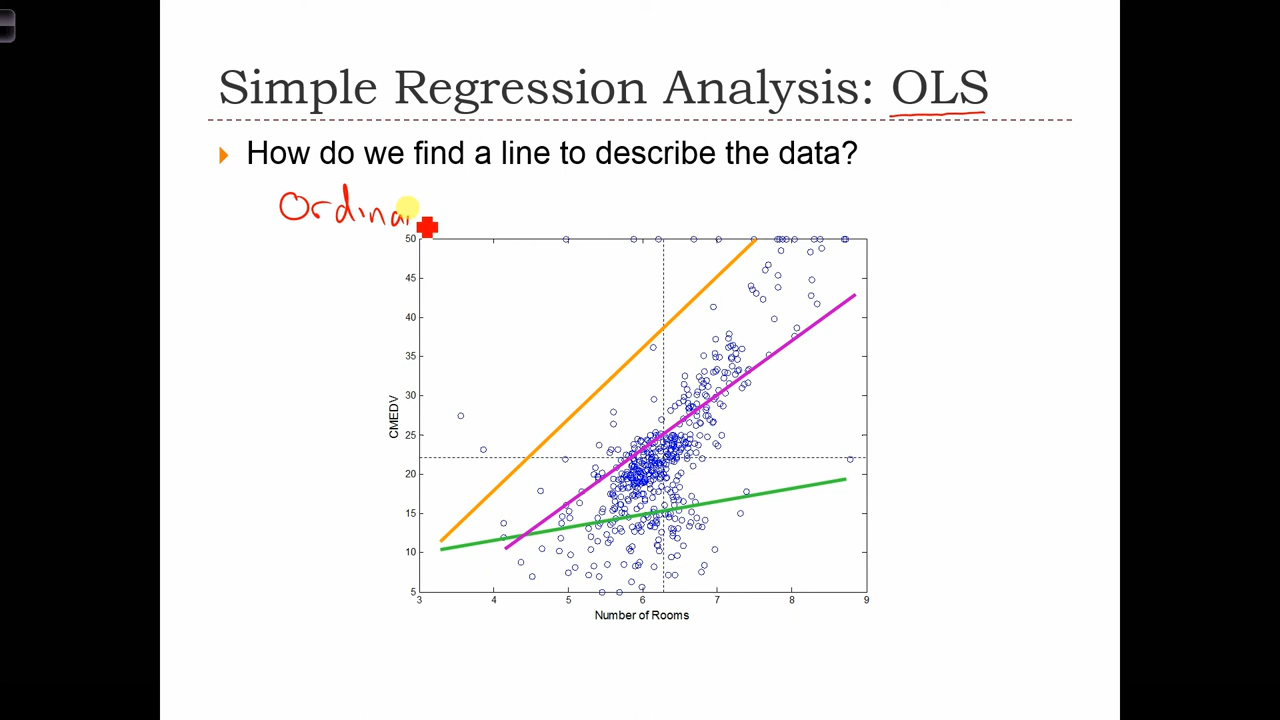 Simple Regression Analysis: OLS
How do we find a line to describe the data?
Ordina
50
45
40
35
30
25
20
15
10
5
CMEDV
3 4 5 6 7 8 9
Number of Rooms